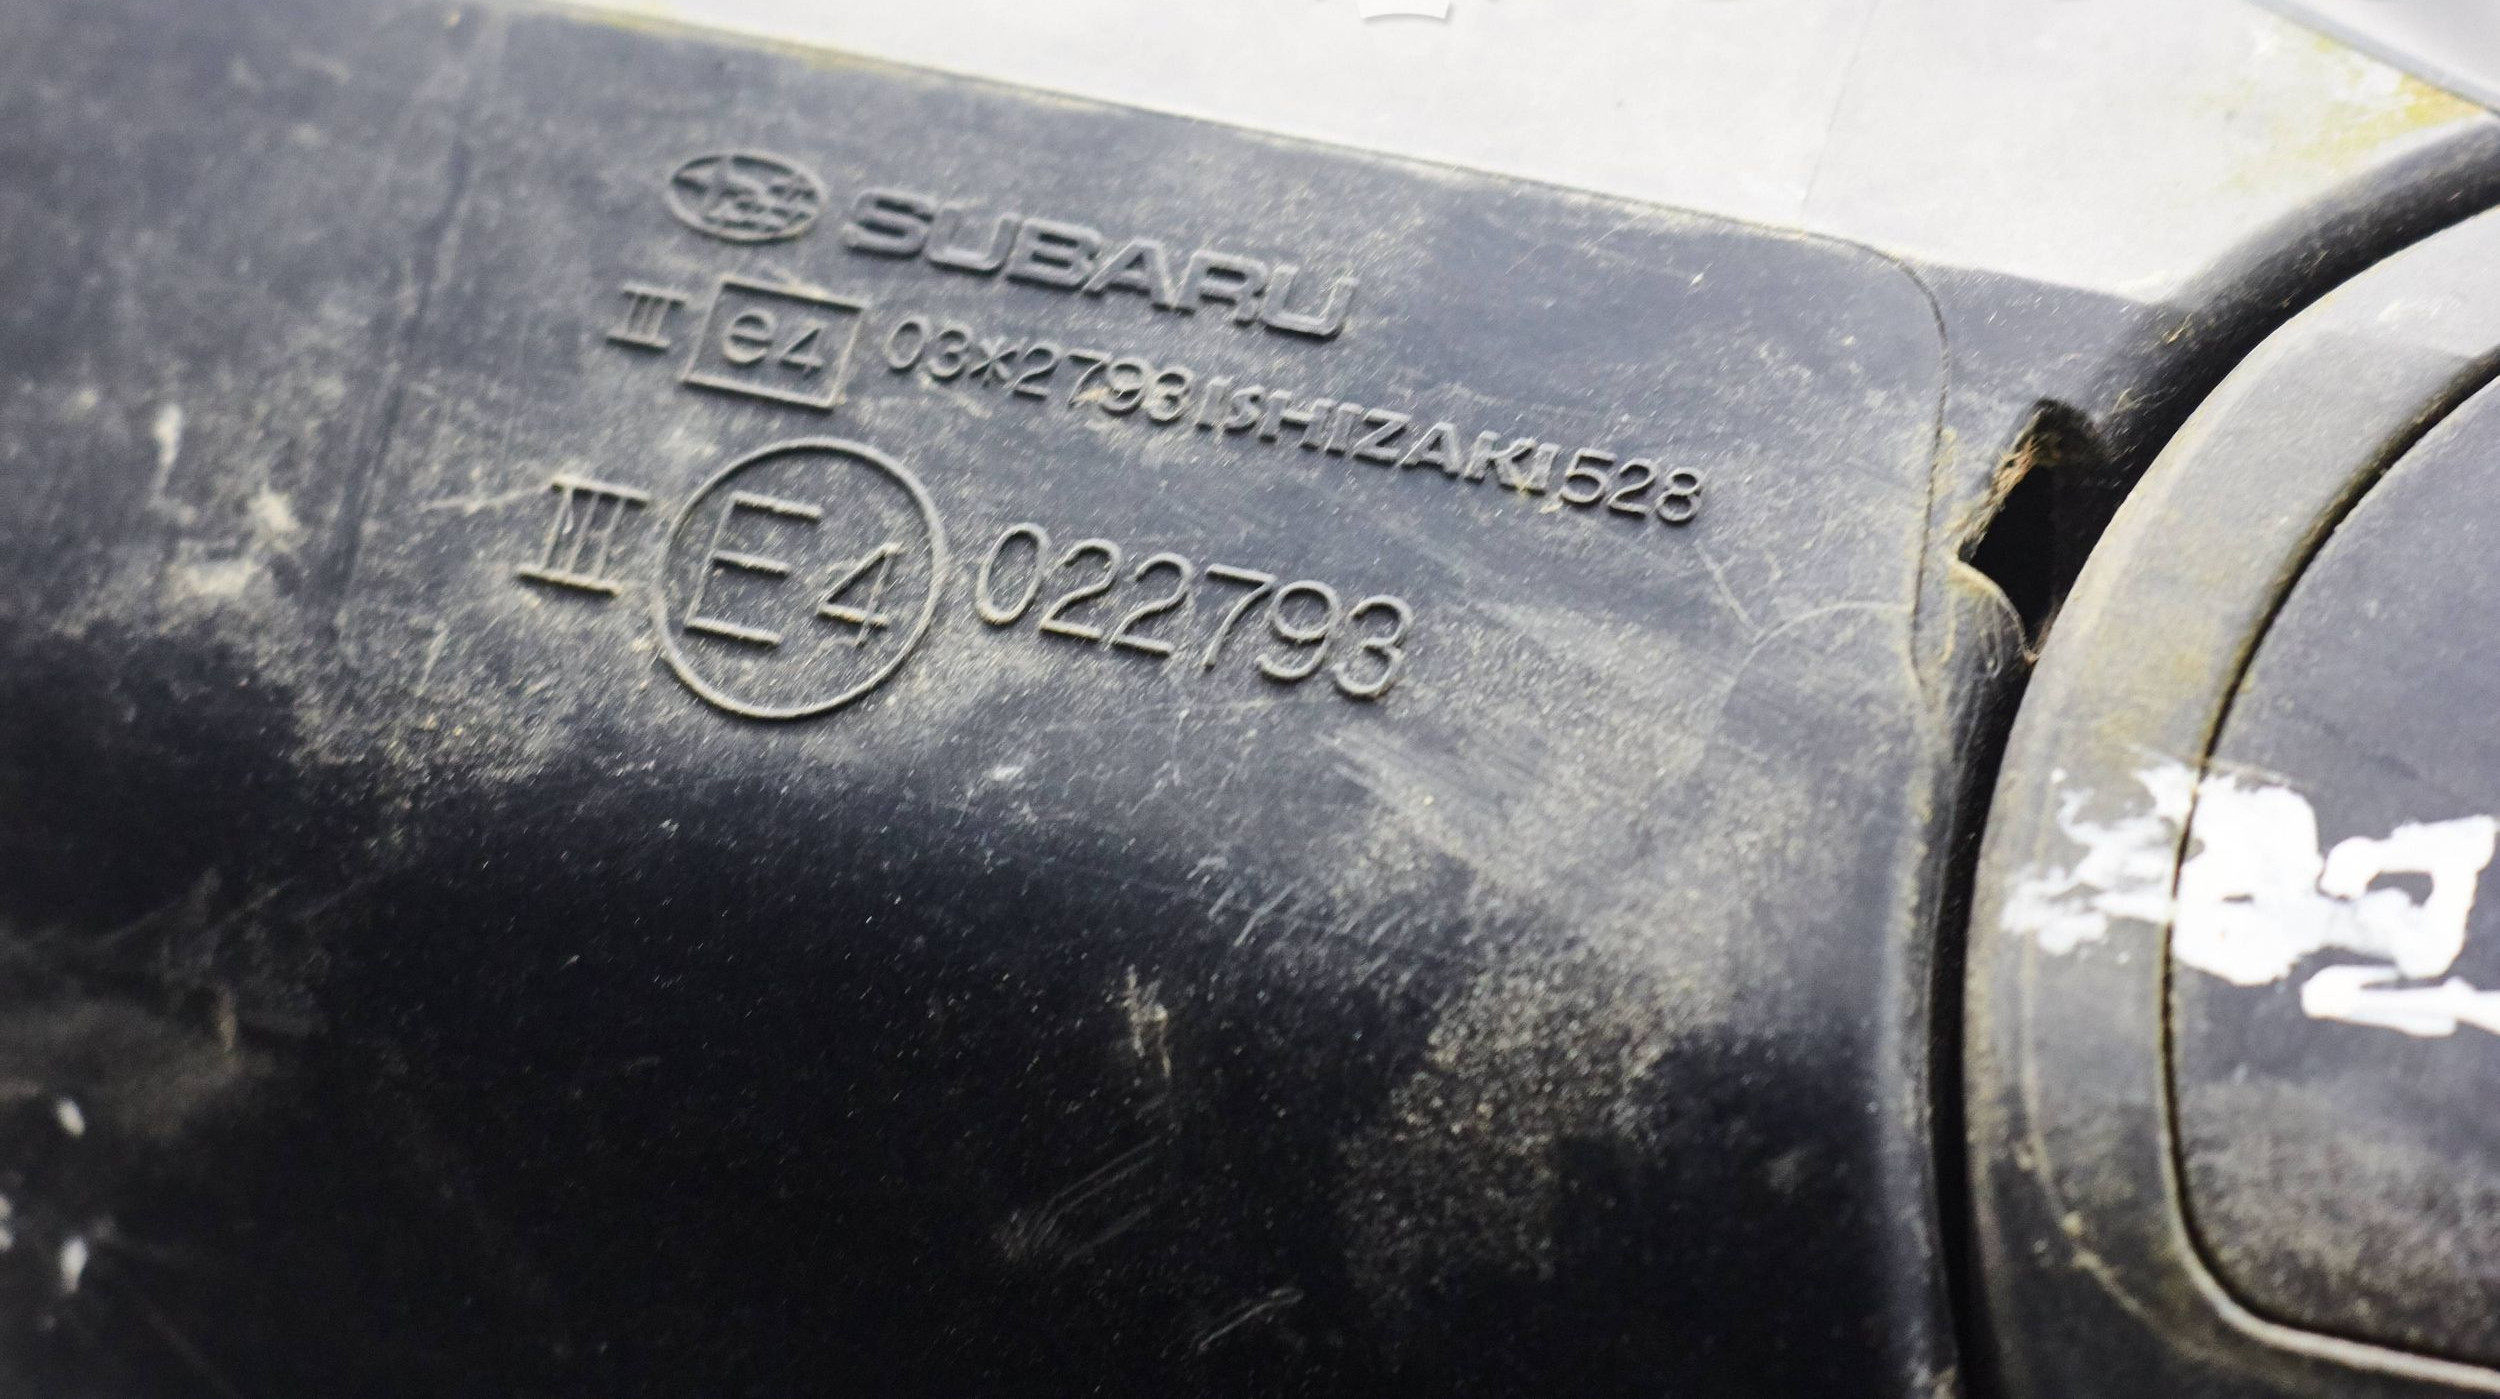 SUBARU
III e4 03*2793 ISHIZAKI 528
III E4 022793